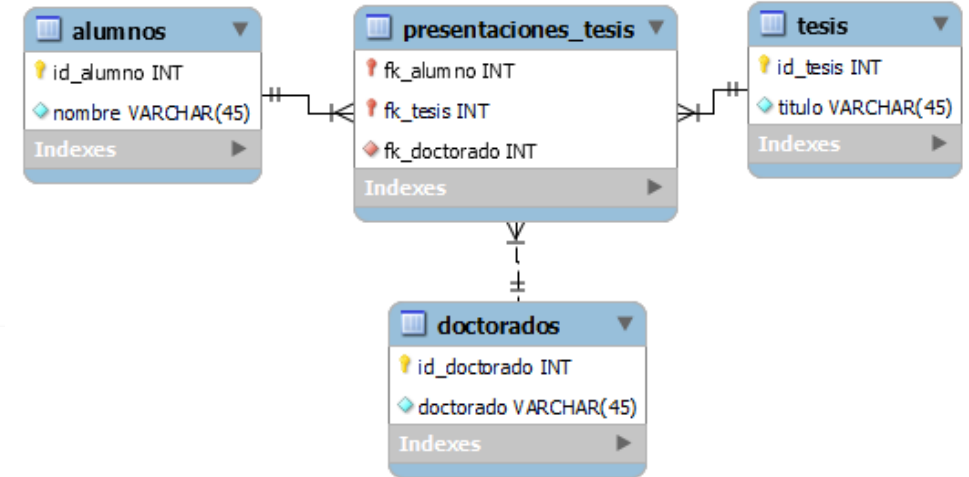 alumnos
id_alumno INT
nombre VARCHAR(45)
Indexes
presentaciones_tesis
fk_alumno INT
fk_tesis INT
fk_doctorado INT
Indexes
tesis
id_tesis INT
titulo VARCHAR(45)
Indexes
doctorados
id_doctorado INT
doctorado VARCHAR(45)
Indexes